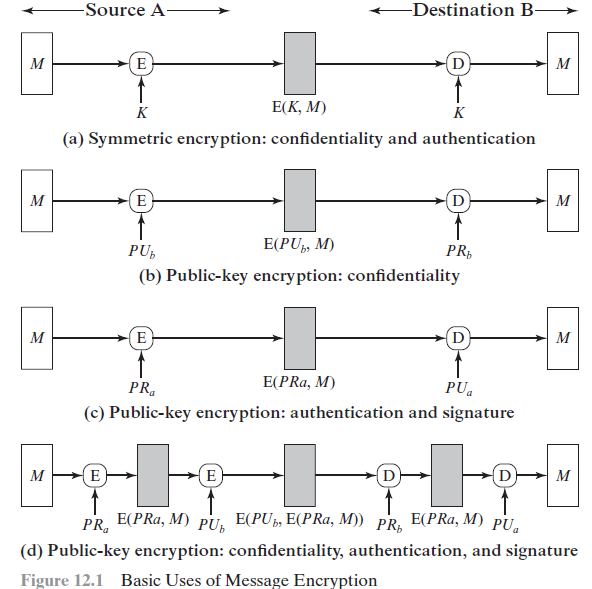 Source A Destination B
M E D M
K E(K, M) K
(a) Symmetric encryption: confidentiality and authentication
M E D M
PUb E(PUb, M) PRb
(b) Public-key encryption: confidentiality
M E D M
PRa E(PRa, M) PUa
(c) Public-key encryption: authentication and signature
M E E D D M
PRa E(PRa, M) PUb E(PUb, E(PRa, M)) PRb E(PRa, M) PUa
(d) Public-key encryption: confidentiality, authentication, and signature
Figure 12.1 Basic Uses of Message Encryption